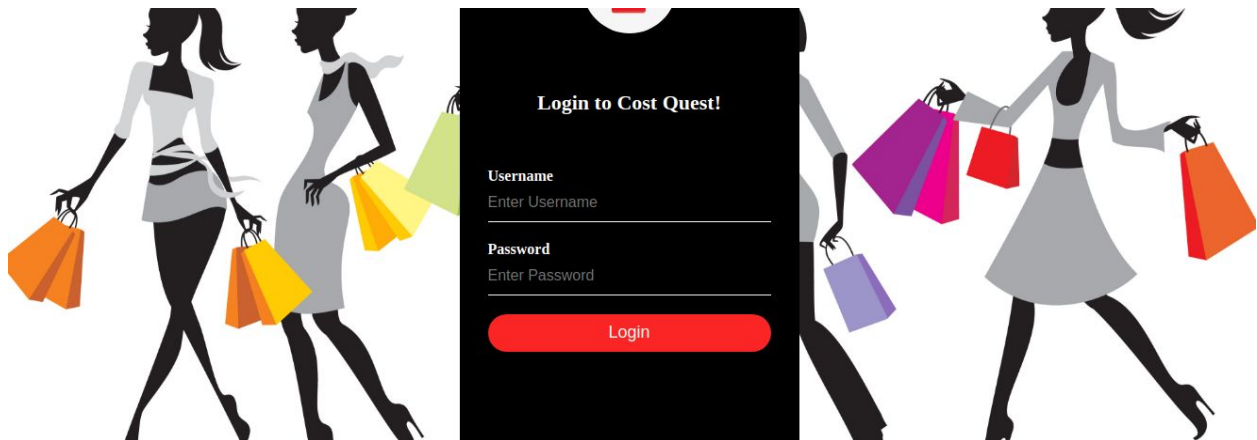 Login to Cost Quest!
Username
Enter Username
Password
Enter Password
Login